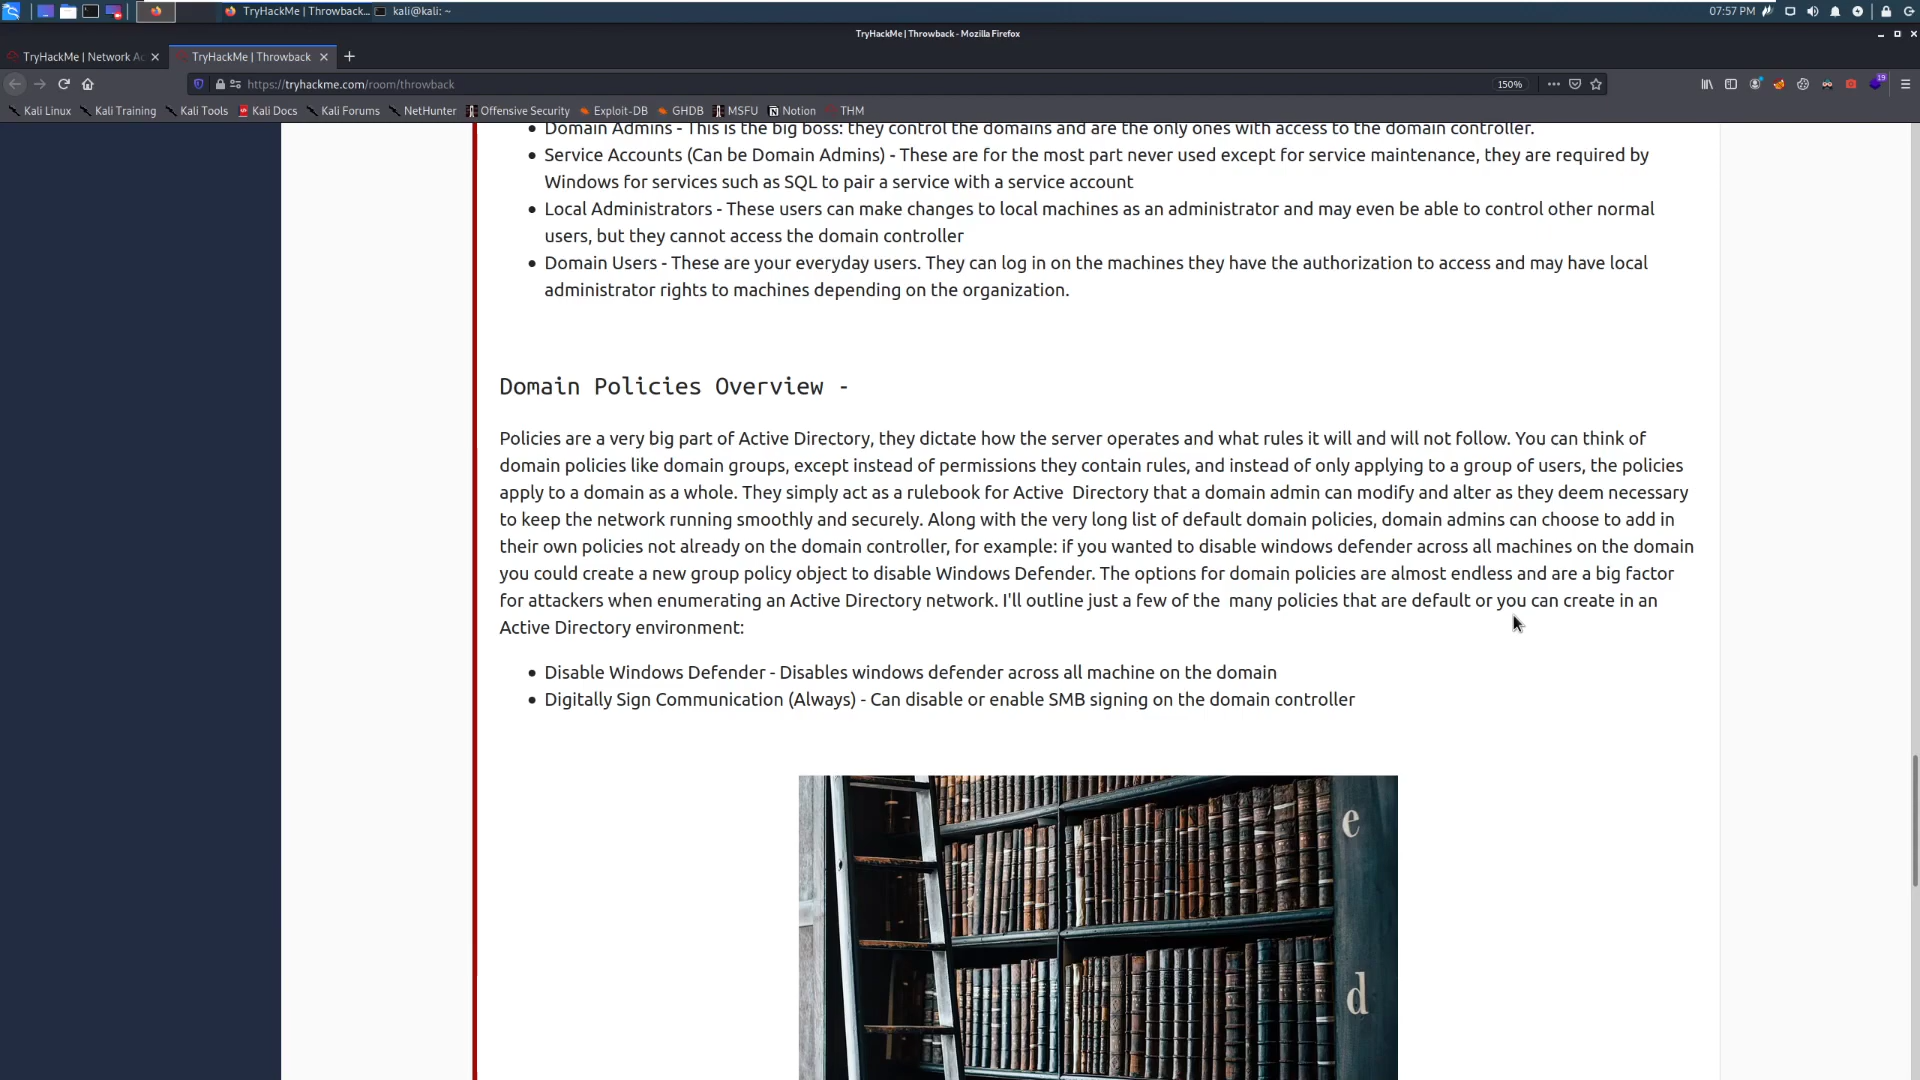 TryHackMe | Throwback...
kali@kali: ~
07:57 PM
TryHackMe | Throwback - Mozilla Firefox
TryHackMe | Network Ac
TryHackMe | Throwback
https://tryhackme.com/room/throwback
150%
19
Kali Linux
Kali Training
Kali Tools
Kali Docs
Kali Forums
NetHunter
Offensive Security
Exploit-DB
GHDB
MSFU
Notion
THM
Domain Admins - This is the big boss: they control the domains and are the only ones with access to the domain controller.
Service Accounts (Can be Domain Admins) - These are for the most part never used except for service maintenance, they are required by
Windows for services such as SQL to pair a service with a service account
Local Administrators - These users can make changes to local machines as an administrator and may even be able to control other normal
users, but they cannot access the domain controller
Domain Users - These are your everyday users. They can log in on the machines they have the authorization to access and may have local
administrator rights to machines depending on the organization.
Domain Policies Overview -
Policies are a very big part of Active Directory, they dictate how the server operates and what rules it will and will not follow. You can think of
domain policies like domain groups, except instead of permissions they contain rules, and instead of only applying to a group of users, the policies
apply to a domain as a whole. They simply act as a rulebook for Active  Directory that a domain admin can modify and alter as they deem necessary
to keep the network running smoothly and securely. Along with the very long list of default domain policies, domain admins can choose to add in
their own policies not already on the domain controller, for example: if you wanted to disable windows defender across all machines on the domain
you could create a new group policy object to disable Windows Defender. The options for domain policies are almost endless and are a big factor
for attackers when enumerating an Active Directory network. I'll outline just a few of the  many policies that are default or you can create in an
Active Directory environment:
Disable Windows Defender - Disables windows defender across all machine on the domain
Digitally Sign Communication (Always) - Can disable or enable SMB signing on the domain controller
e
d